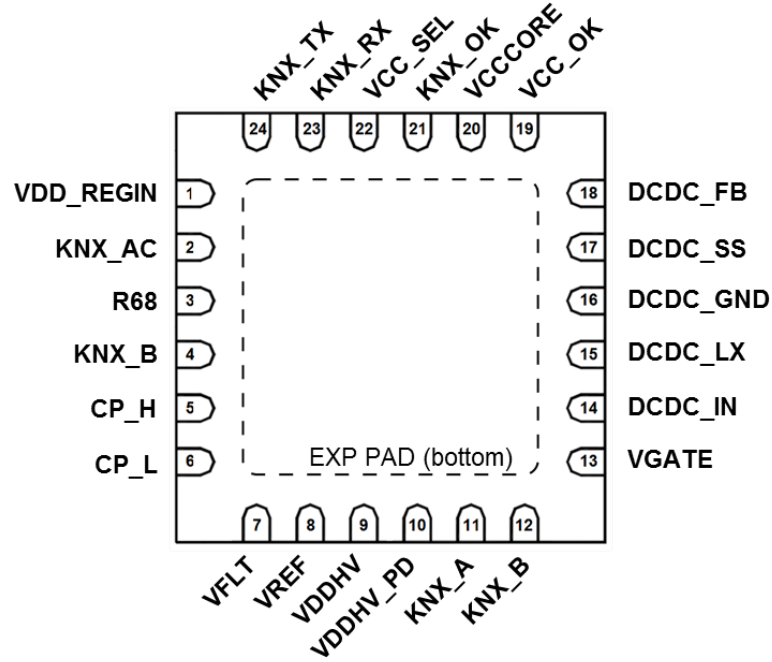 KNX_TX
KNX_RX
VCC_SEL
KNX_OK
VCCCORE
VCC_OK
24 23 22 21 20 19
VDD_REGIN 1 18 DCDC_FB
KNX_AC 2 17 DCDC_SS
R68 3 16 DCDC_GND
KNX_B 4 15 DCDC_LX
CP_H 5 14 DCDC_IN
CP_L 6 EXP PAD (bottom) 13 VGATE
7 8 9 10 11 12
VFLT
VREF
VDDHV
VDDHV_PD
KNX_A
KNX_B